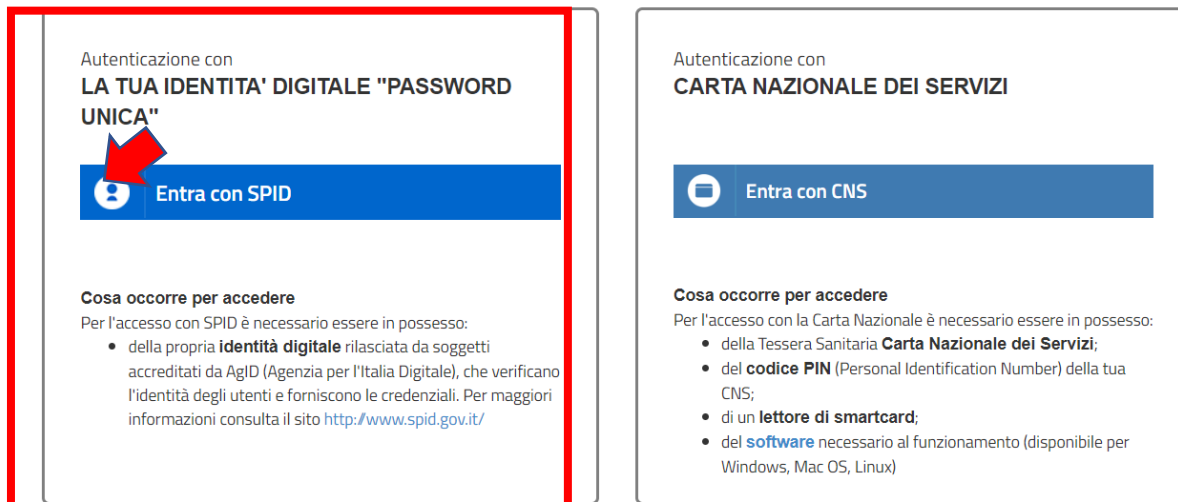 Autenticazione con
LA TUA IDENTITA' DIGITALE "PASSWORD
UNICA"
Entra con SPID
Cosa occorre per accedere
Per l'accesso con SPID è necessario essere in possesso:
• della propria identità digitale rilasciata da soggetti
accreditati da AgID (Agenzia per l'Italia Digitale), che verificano
l'identità degli utenti e forniscono le credenziali. Per maggiori
informazioni consulta il sito http://www.spid.gov.it/
Autenticazione con
CARTA NAZIONALE DEI SERVIZI
Entra con CNS
Cosa occorre per accedere
Per l'accesso con la Carta Nazionale è necessario essere in possesso:
• della Tessera Sanitaria Carta Nazionale dei Servizi;
• del codice PIN (Personal Identification Number) della tua
CNS;
• di un lettore di smartcard;
• del software necessario al funzionamento (disponibile per
Windows, Mac OS, Linux)